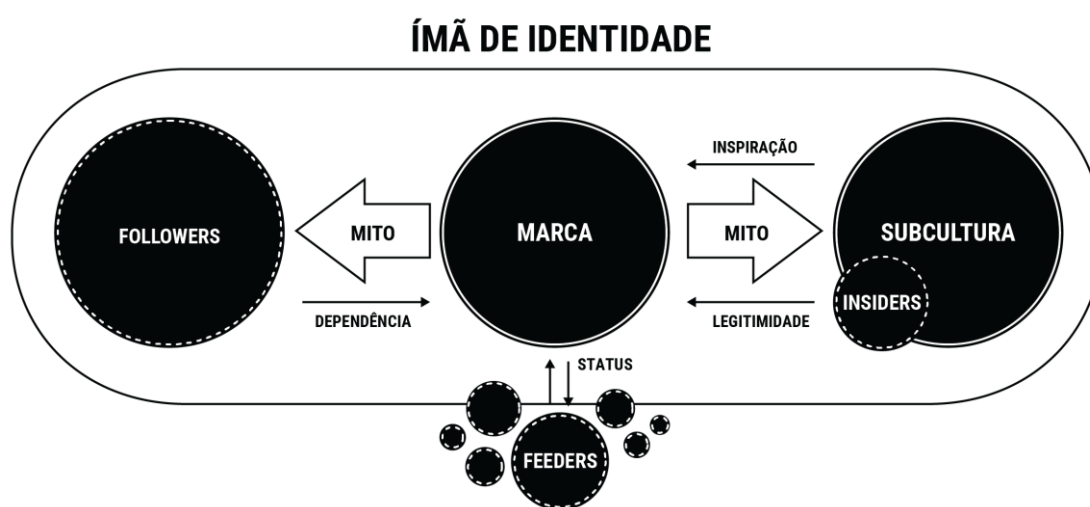 ÍMÃ DE IDENTIDADE
INSPIRAÇÃO
FOLLOWERS
MITO
MARCA
MITO
SUBCULTURA
INSIDERS
DEPENDÊNCIA
LEGITIMIDADE
STATUS
FEEDERS